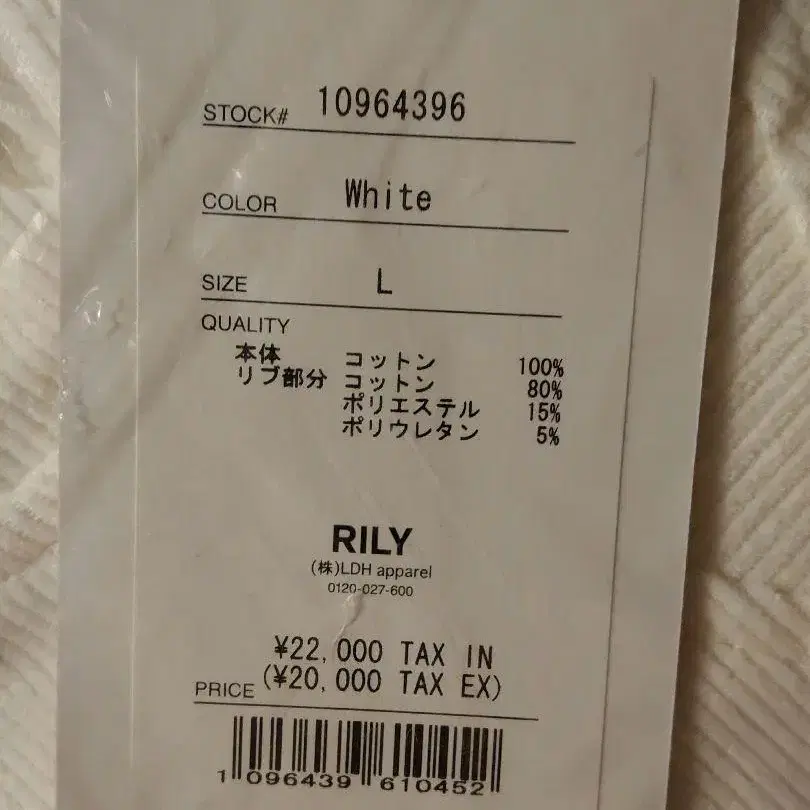 STOCK# 10964396
COLOR White
SIZE L
QUALITY
本体 コットン 100%
リブ部分 コットン 80%
ポリエステル 15%
ポリウレタン 5%
RILY
(株)LDH apparel
0120-027-600
¥22,000 TAX IN
PRICE (¥20,000 TAX EX)
1 096439 610452